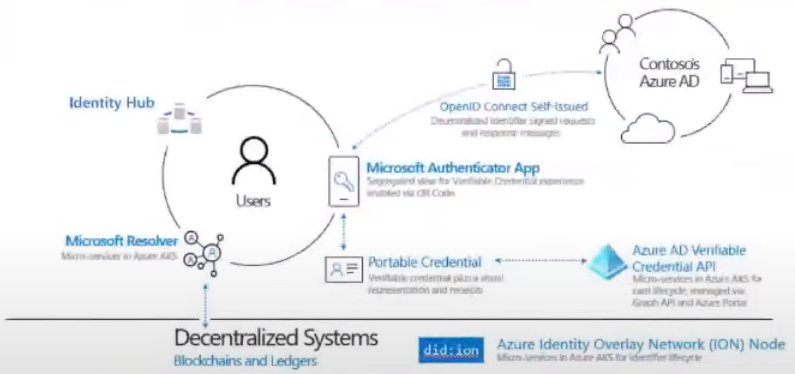 Contoso's
Azure AD
OpenID Connect Self-Issued
Decentralized identifier signed requests
and response messages
Identity Hub
Users
Microsoft Authenticator App
Segregated view for Verifiable Credential experience
enabled via QR Code
Microsoft Resolver
Micro-services in Azure AKS
Portable Credential
Verifiable credential plus a visual
representation and receipts
Azure AD Verifiable
Credential API
Micro-services in Azure AKS for
card lifecycle, managed via
Graph API and Azure Portal
Decentralized Systems
Blockchains and Ledgers
did:ion
Azure Identity Overlay Network (ION) Node
Micro-services in Azure AKS for identifier lifecycle